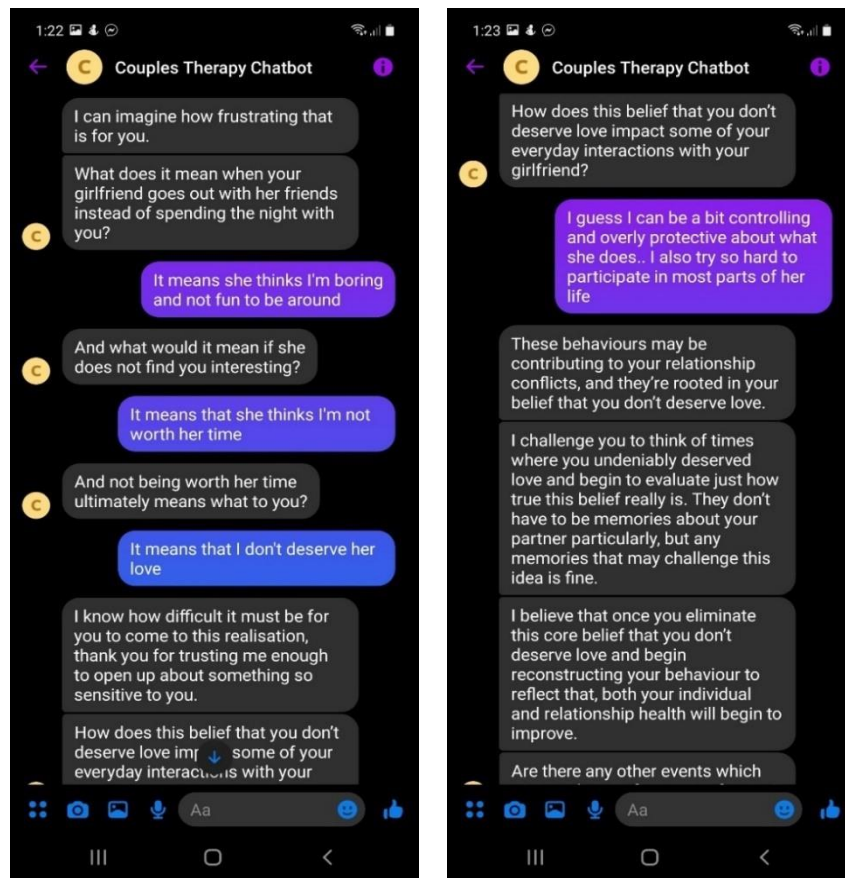 1:22
Couples Therapy Chatbot
I can imagine how frustrating that
is for you.
What does it mean when your
girlfriend goes out with her friends
instead of spending the night with
you?
C
It means she thinks I'm boring
and not fun to be around
And what would it mean if she
does not find you interesting?
C
It means that she thinks I'm not
worth her time
And not being worth her time
ultimately means what to you?
C
It means that I don't deserve her
love
I know how difficult it must be for
you to come to this realisation,
thank you for trusting me enough
to open up about something so
sensitive to you.
How does this belief that you don't
deserve love some of your
everyday with your
Aa
1:23
C
Couples Therapy Chatbot
How does this belief that you don't
deserve love impact some of your
everyday interactions with your
girlfriend?
C
I guess I can be a bit controlling
and overly protective about what
she does.. I also try so hard to
participate in most parts of her
life
These behaviours may be
contributing to your relationship
conflicts, and they're rooted in your
belief that you don't deserve love.
I challenge you to think of times
where you undeniably deserved
love and begin to evaluate just how
true this belief really is. They don't
have to be memories about your
partner particularly, but any
memories that may challenge this
idea is fine.
I believe that once you eliminate
this core belief that you don't
deserve love and begin
reconstructing your behaviour to
reflect that, both your individual
and relationship health will begin to
improve.
Are there any other events which
Aa